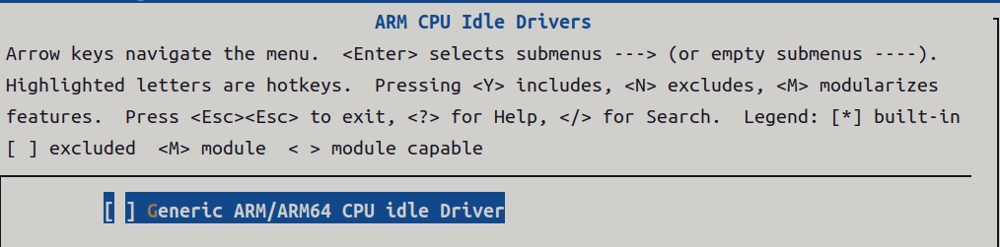 ARM CPU Idle Drivers
Arrow keys navigate the menu.  <Enter> selects submenus ---> (or empty submenus ----).
Highlighted letters are hotkeys.  Pressing <Y> includes, <N> excludes, <M> modularizes
features.  Press <Esc><Esc> to exit, <?> for Help, </> for Search.  Legend: [*] built-in
[ ] excluded  <M> module  < > module capable
[ ] Generic ARM/ARM64 CPU idle Driver